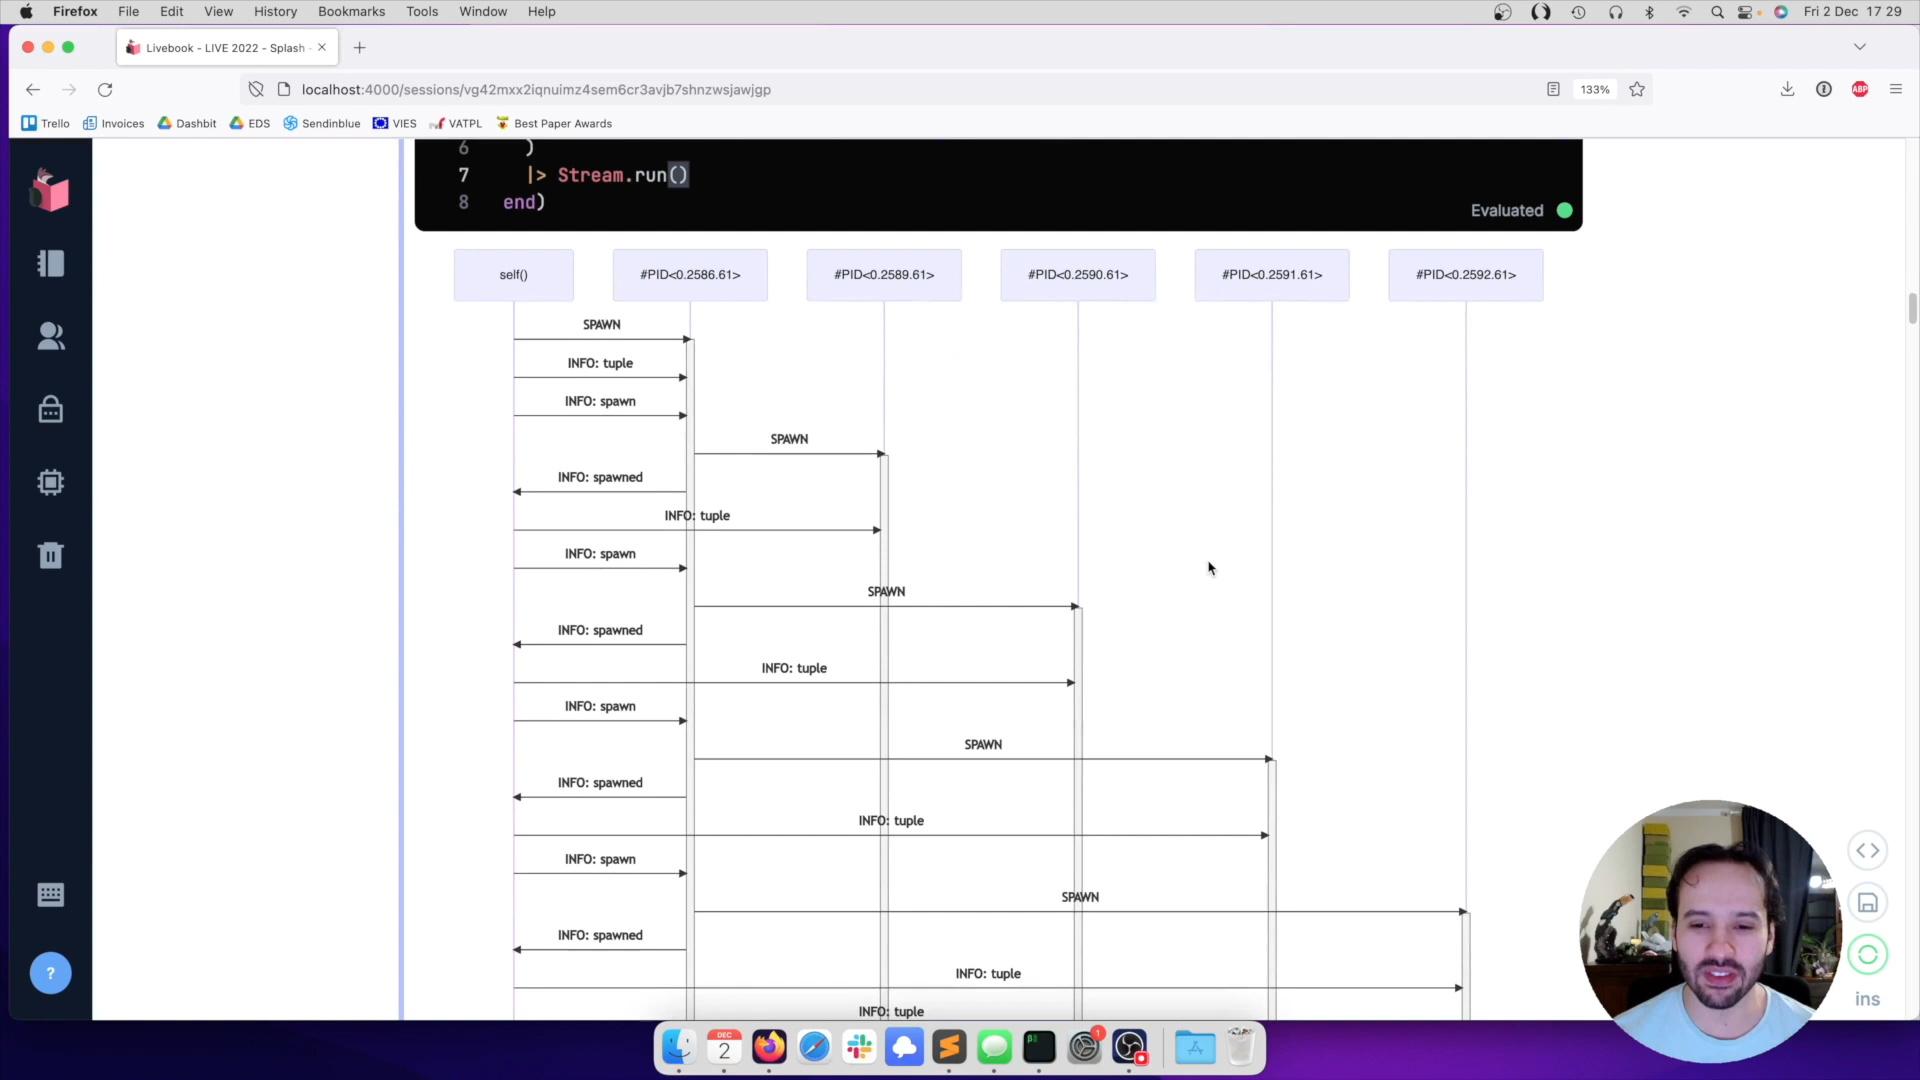 Firefox File Edit View History Bookmarks Tools Window Help
Fri 2 Dec 17 29
Livebook - LIVE 2022 - Splash
localhost:4000/sessions/vg42mxx2iqnuimz4sem6cr3avjb7shnzwsjawjgp
133%
ABP
Trello Invoices Dashbit EDS Sendinblue VIES VATPL Best Paper Awards
6 )
7 |> Stream.run()
8 end)
Evaluated
self() #PID<0.2586.61> #PID<0.2589.61> #PID<0.2590.61> #PID<0.2591.61> #PID<0.2592.61>
SPAWN
INFO: tuple
INFO: spawn
SPAWN
INFO: spawned
INFO: tuple
INFO: spawn
SPAWN
INFO: spawned
INFO: tuple
INFO: spawn
SPAWN
INFO: spawned
INFO: tuple
INFO: spawn
SPAWN
INFO: spawned
INFO: tuple
INFO: tuple
?
ins
DEC
2
1